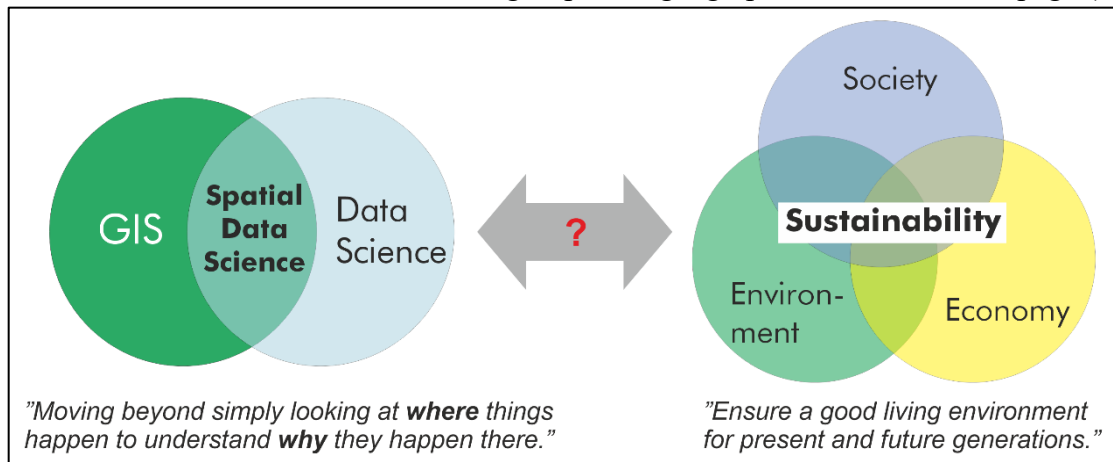 GIS
Spatial
Data
Science
Data
Science
?
Society
Sustainability
Environ-
ment
Economy
"Moving beyond simply looking at where things
happen to understand why they happen there."
"Ensure a good living environment
for present and future generations."